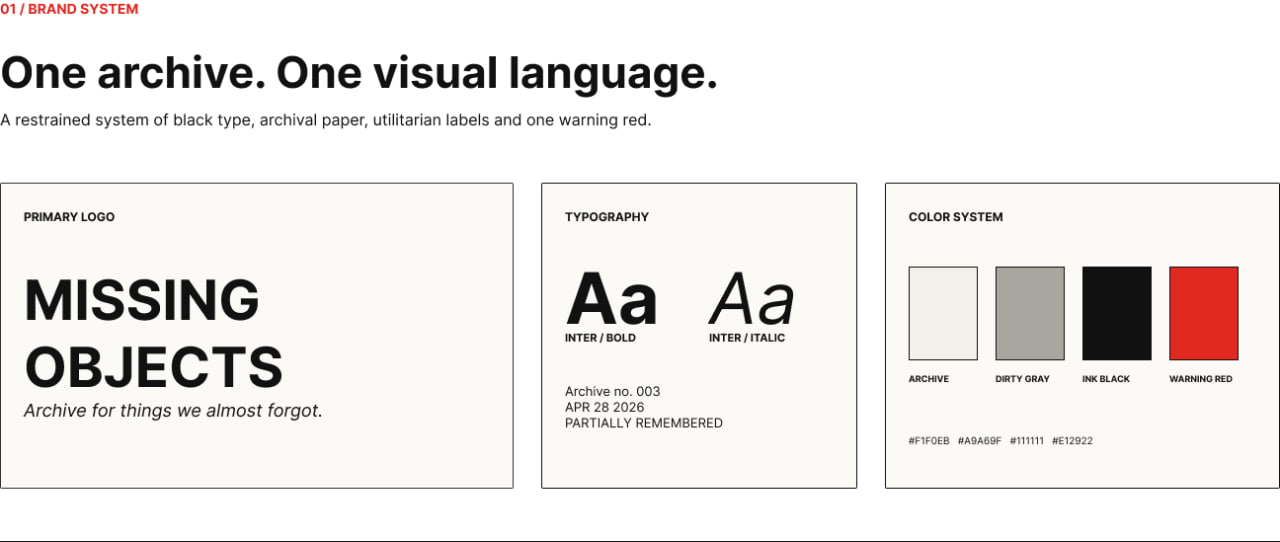 01 / BRAND SYSTEM
One archive. One visual language.
A restrained system of black type, archival paper, utilitarian labels and one warning red.
PRIMARY LOGO
MISSING
OBJECTS
Archive for things we almost forgot.
TYPOGRAPHY
Aa Aa
INTER / BOLD INTER / ITALIC
Archive no. 003
APR 28 2026
PARTIALLY REMEMBERED
COLOR SYSTEM
ARCHIVE DIRTY GRAY INK BLACK WARNING RED
#F1F0EB #A9A69F #111111 #E12922